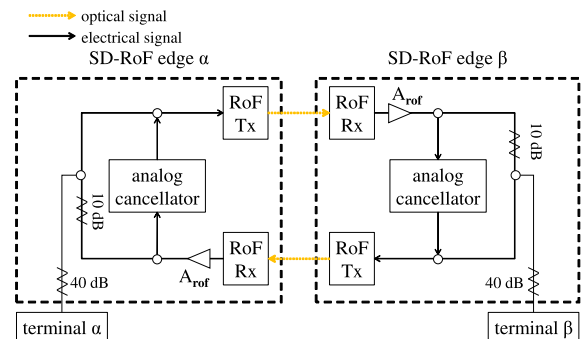 optical signal
electrical signal
SD-RoF edge α
SD-RoF edge β
RoF
Tx
RoF
Rx
Arof
10 dB
analog
cancellator
analog
cancellator
10 dB
RoF
Rx
Arof
RoF
Tx
40 dB
40 dB
terminal α
terminal β